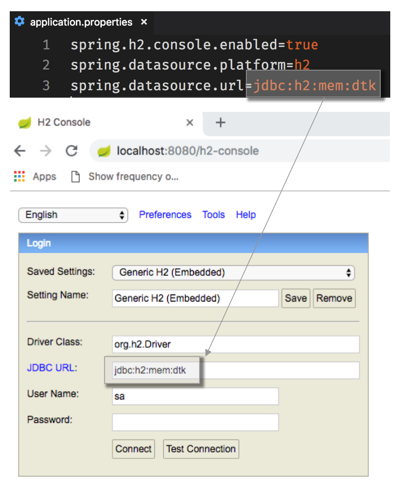 application.properties ×
1 spring.h2.console.enabled=true
2 spring.datasource.platform=h2
3 spring.datasource.url=jdbc:h2:mem:dtk
H2 Console × +
localhost:8080/h2-console
Apps Show frequency o...
English Preferences Tools Help
Login
Saved Settings: Generic H2 (Embedded)
Setting Name: Generic H2 (Embedded) Save Remove
Driver Class: org.h2.Driver
JDBC URL: jdbc:h2:mem:dtk
User Name: sa
Password:
Connect Test Connection